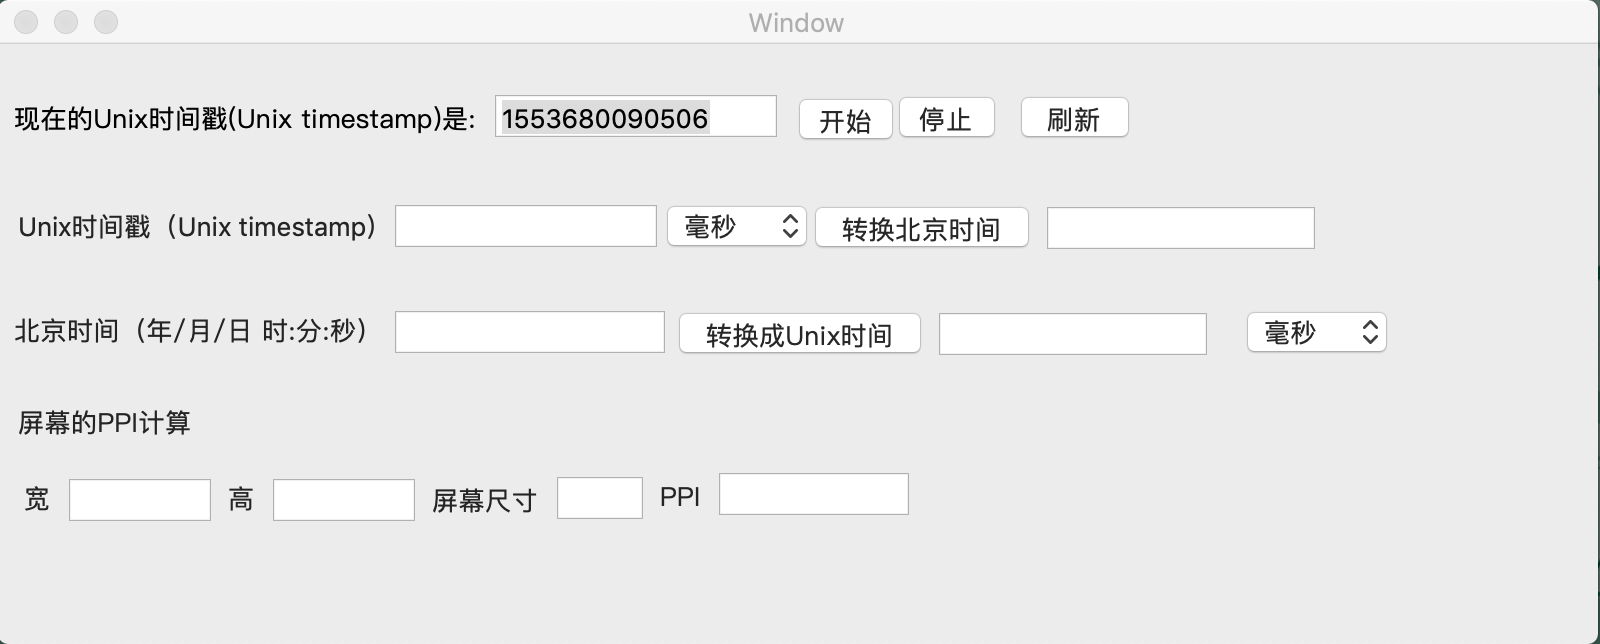 Window
现在的Unix时间戳(Unix timestamp)是: 1553680090506 开始 停止 刷新
Unix时间戳（Unix timestamp） 毫秒 转换北京时间
北京时间（年/月/日 时:分:秒） 转换成Unix时间 毫秒
屏幕的PPI计算
宽 高 屏幕尺寸 PPI